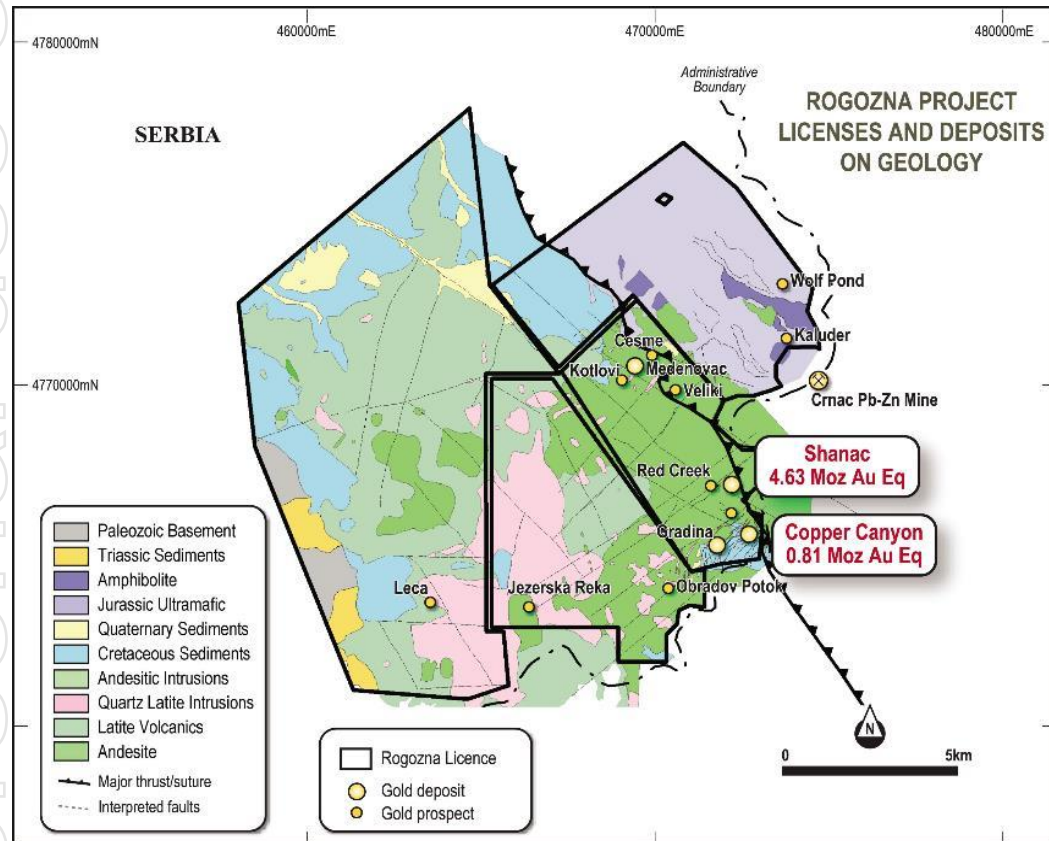 460000mE
470000mE
480000mE
4780000mN
Administrative
Boundary
ROGOZNA PROJECT
LICENSES AND DEPOSITS
ON GEOLOGY
SERBIA
Wolf Pond
Kaluder
Cesme
Medenovac
Kotlovi
Veliki
4770000mN
Crnac Pb-Zn Mine
Shanac
4.63 Moz Au Eq
Red Creek
Gradina
Copper Canyon
0.81 Moz Au Eq
Leca
Jezerska Reka
Obradov Potok
Paleozoic Basement
Triassic Sediments
Amphibolite
Jurassic Ultramafic
Quaternary Sediments
Cretaceous Sediments
Andesitic Intrusions
Quartz Latite Intrusions
Latite Volcanics
Andesite
Major thrust/suture
Interpreted faults
Rogozna Licence
Gold deposit
Gold prospect
N
0 5km